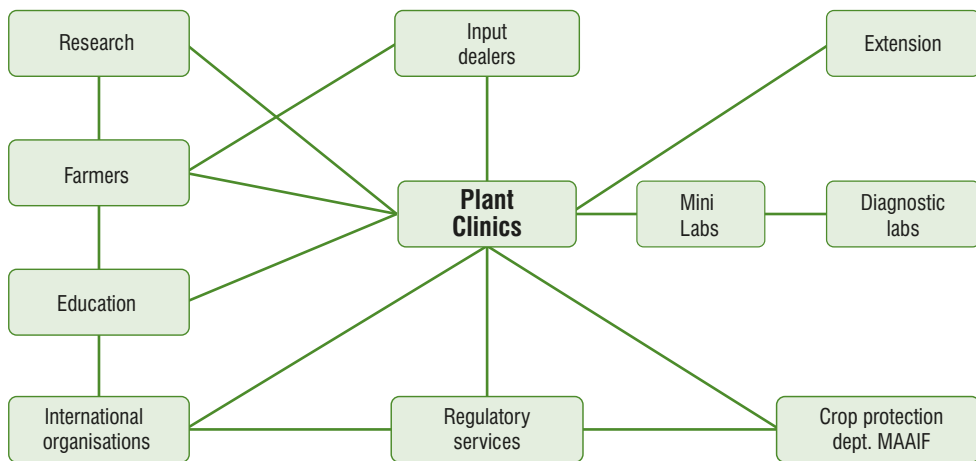 Research
Input
dealers
Extension
Farmers
Plant
Clinics
Mini
Labs
Diagnostic
labs
Education
International
organisations
Regulatory
services
Crop protection
dept. MAAIF